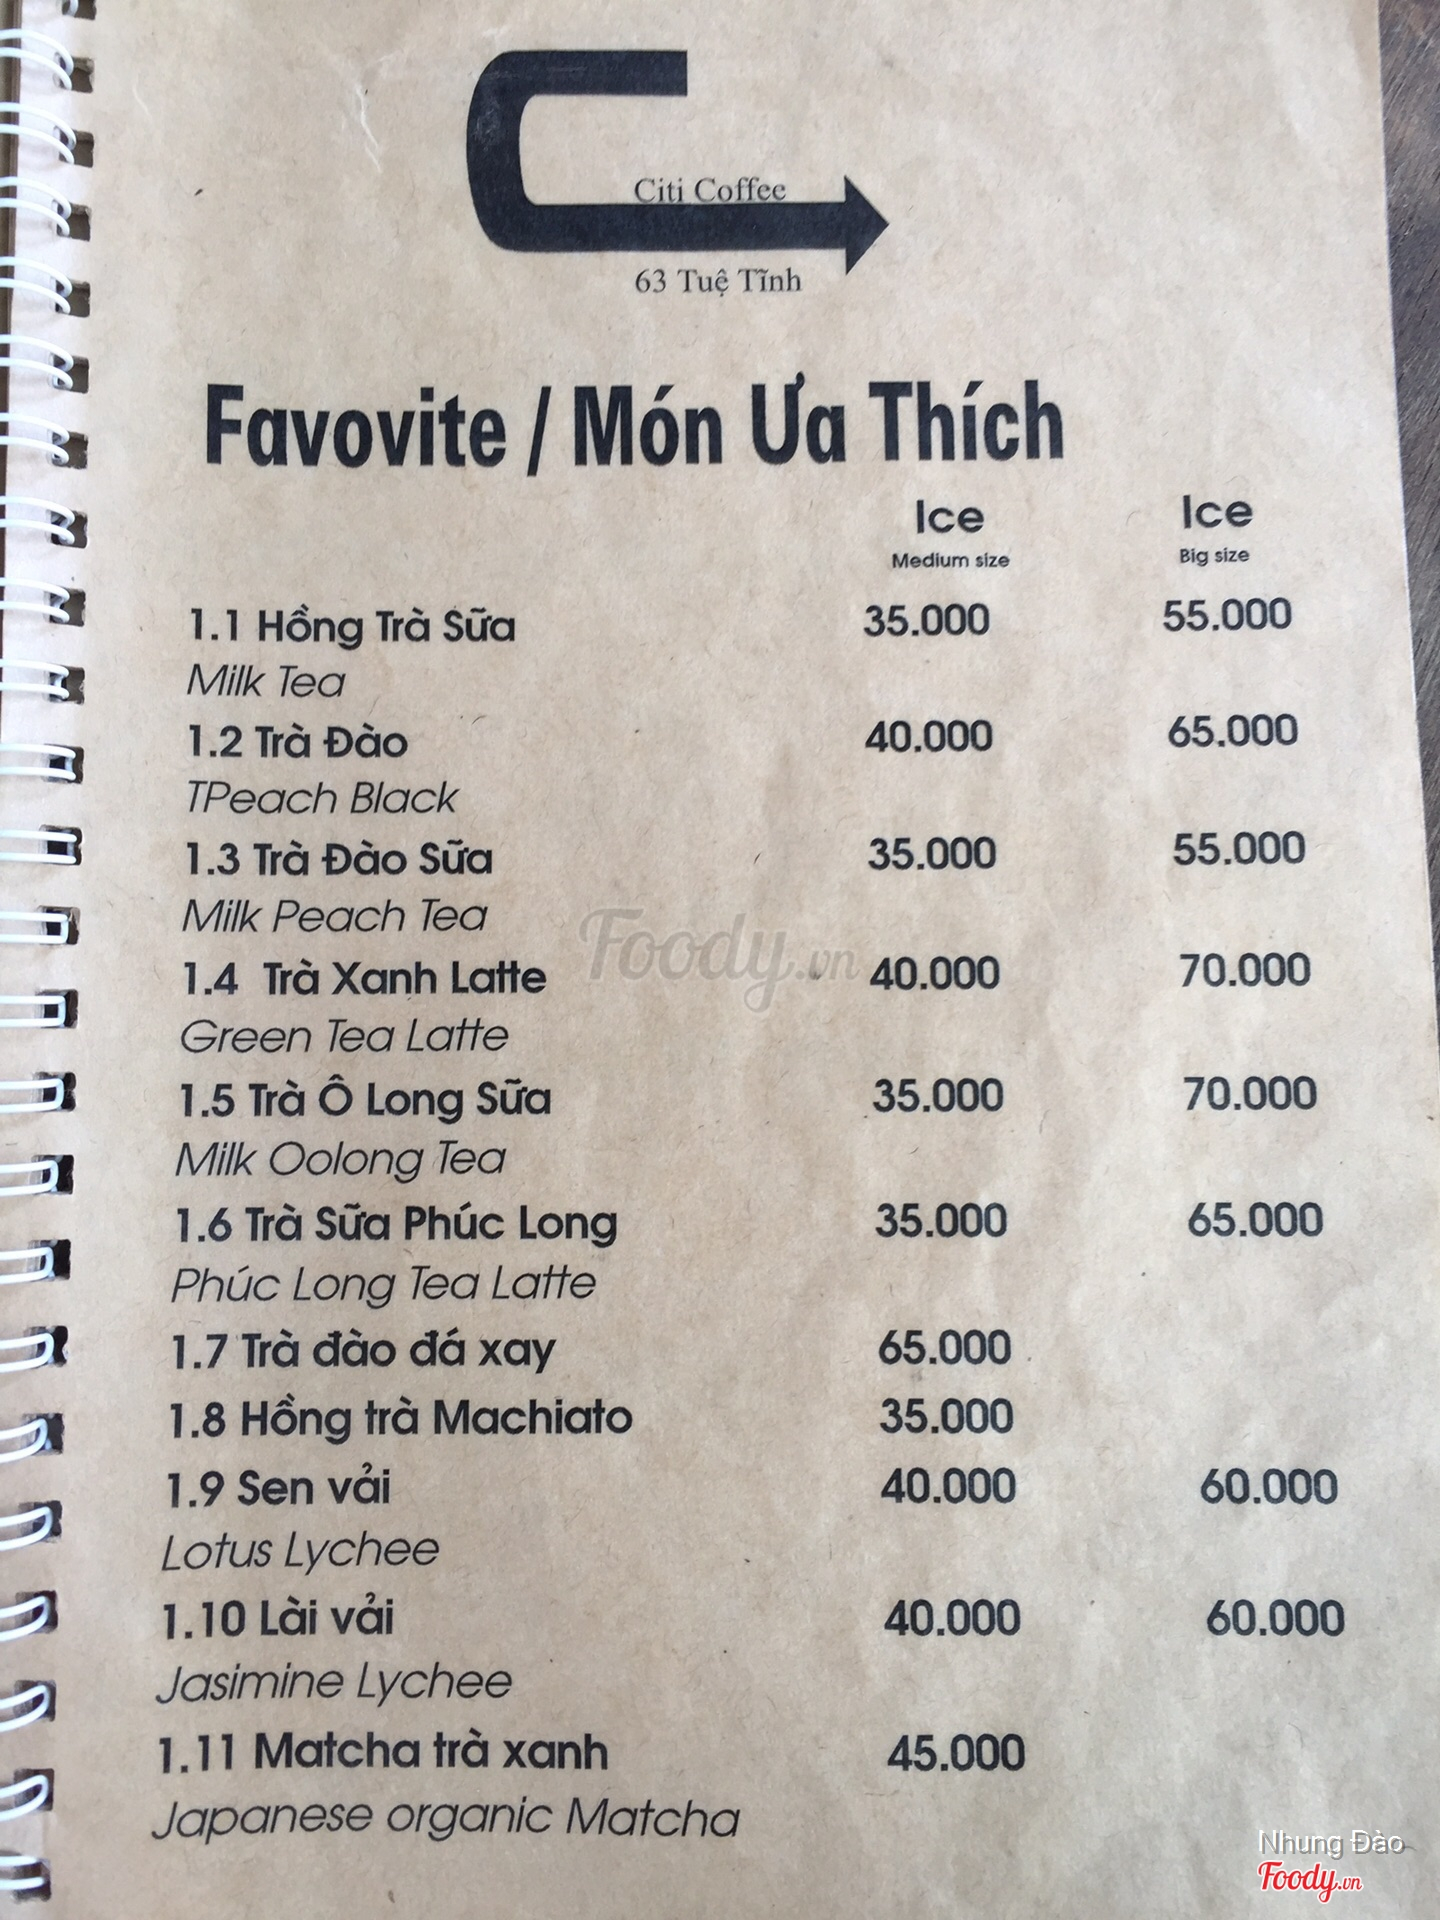 Citi Coffee
63 Tuệ Tĩnh
Favovite / Món Ưa Thích
Ice Ice
Medium size Big size
1.1 Hồng Trà Sữa 35.000 55.000
Milk Tea
1.2 Trà Đào 40.000 65.000
TPeach Black
1.3 Trà Đào Sữa 35.000 55.000
Milk Peach Tea
Foody.vn
1.4 Trà Xanh Latte 40.000 70.000
Green Tea Latte
1.5 Trà Ô Long Sữa 35.000 70.000
Milk Oolong Tea
1.6 Trà Sữa Phúc Long 35.000 65.000
Phúc Long Tea Latte
1.7 Trà đào đá xay 65.000
1.8 Hồng trà Machiato 35.000
1.9 Sen vải 40.000 60.000
Lotus Lychee
1.10 Lài vải 40.000 60.000
Jasimine Lychee
1.11 Matcha trà xanh 45.000
Japanese organic Matcha
Nhung Đào
Foody.vn